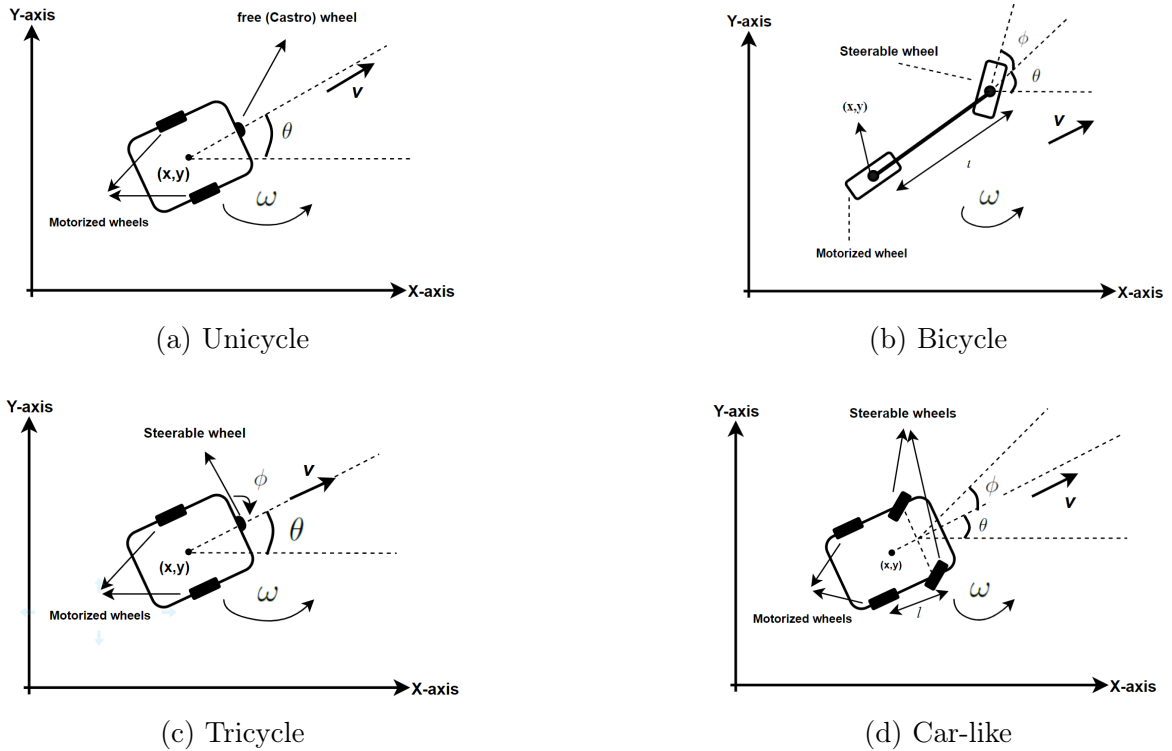 Y-axis
free (Castro) wheel
v
θ
(x,y)
ω
Motorized wheels
X-axis
(a) Unicycle
Y-axis
Steerable wheel
ϕ
θ
(x,y)
v
l
ω
Motorized wheel
X-axis
(b) Bicycle
Y-axis
Steerable wheel
v
ϕ
θ
(x,y)
ω
Motorized wheels
X-axis
(c) Tricycle
Y-axis
Steerable wheels
ϕ
v
θ
(x,y)
ω
l
Motorized wheels
X-axis
(d) Car-like